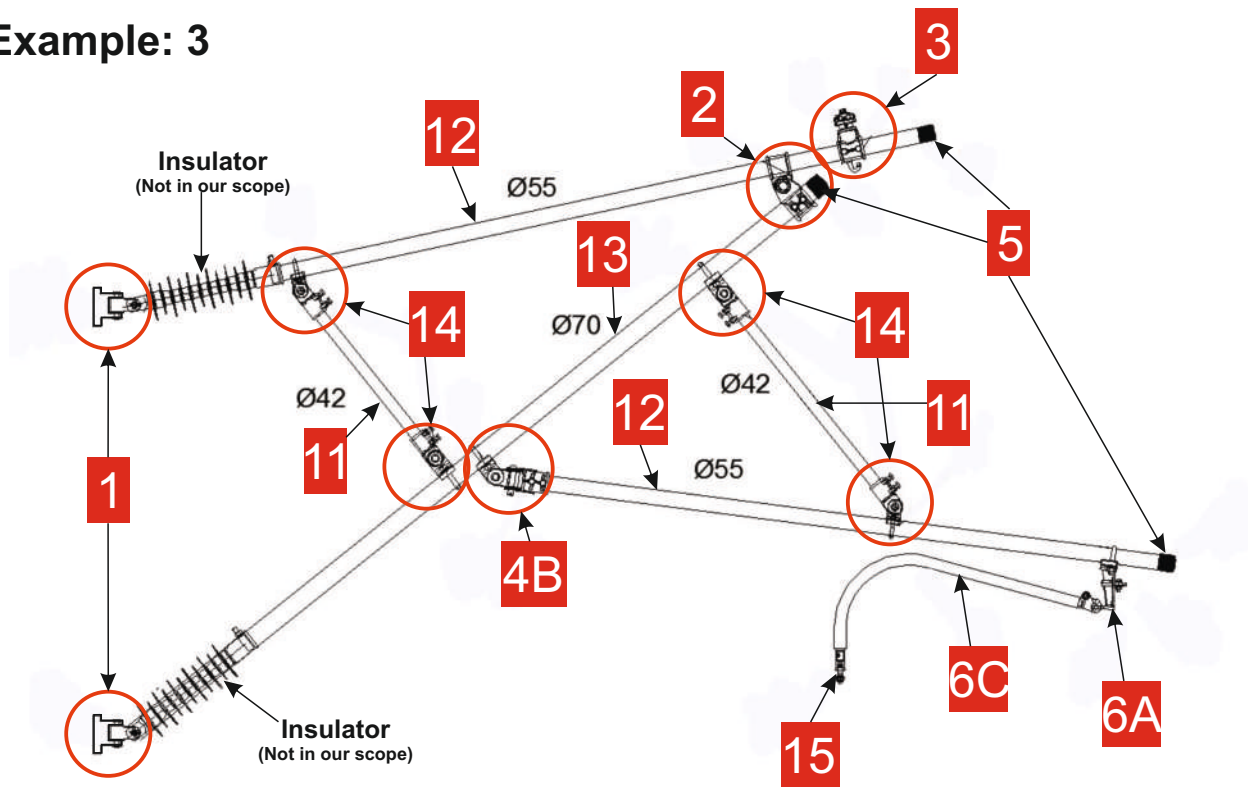 Example: 3
3
2
12
Insulator
(Not in our scope)
Ø55
5
13
14
Ø70
14
Ø42
Ø42
12
11
11
Ø55
1
4B
6C
6A
Insulator
(Not in our scope)
15